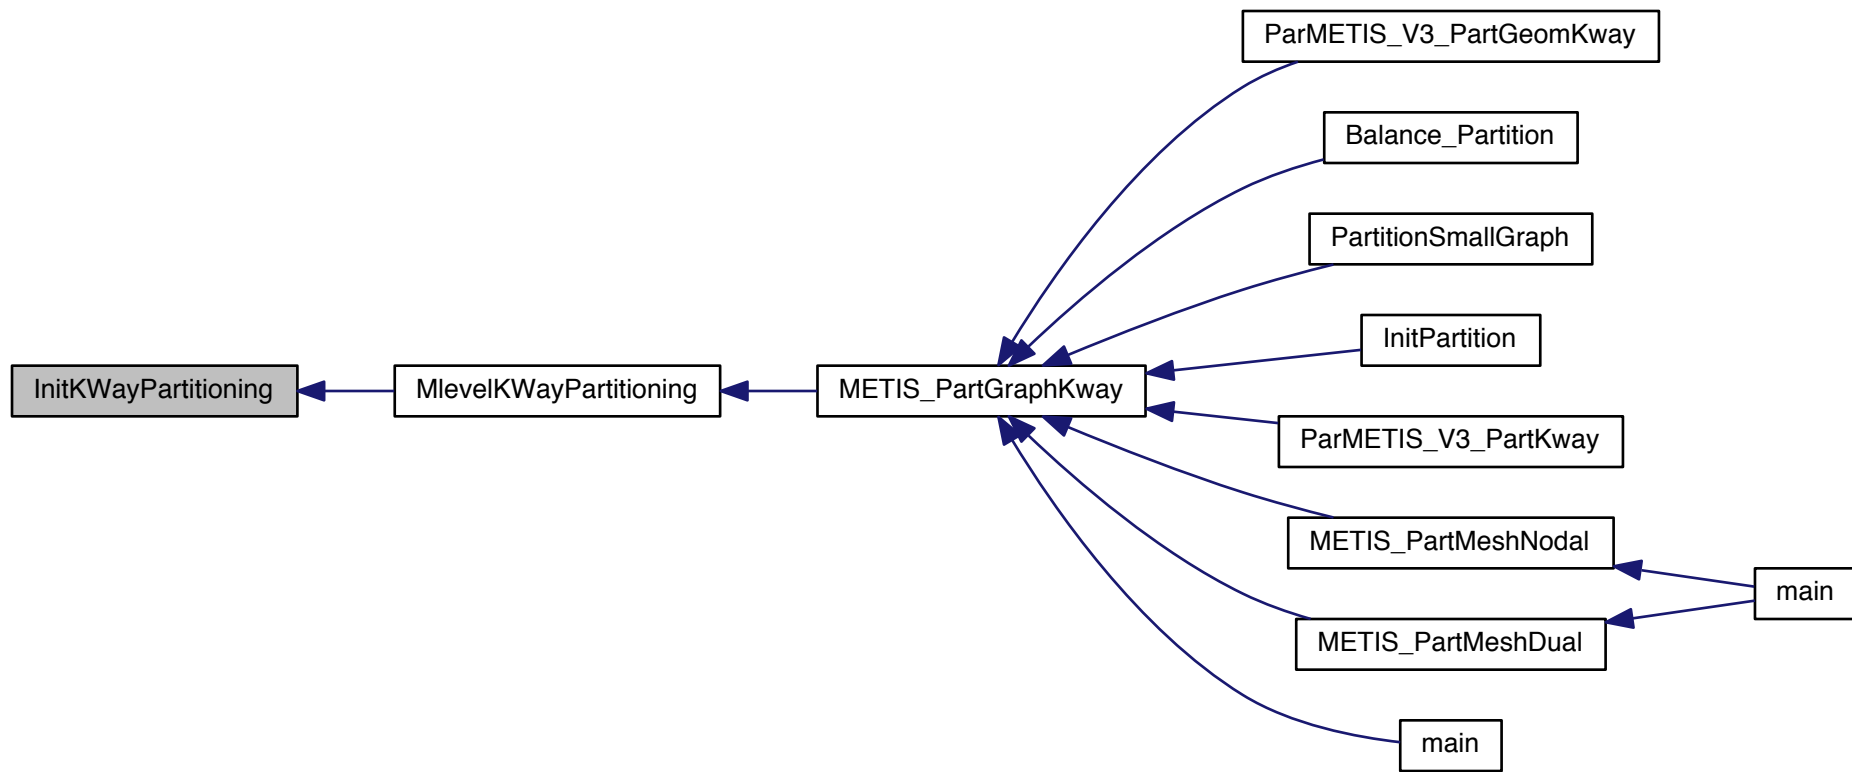 ParMETIS_V3_PartGeomKway
Balance_Partition
PartitionSmallGraph
InitPartition
InitKWayPartitioning
MlevelKWayPartitioning
METIS_PartGraphKway
ParMETIS_V3_PartKway
METIS_PartMeshNodal
main
METIS_PartMeshDual
main